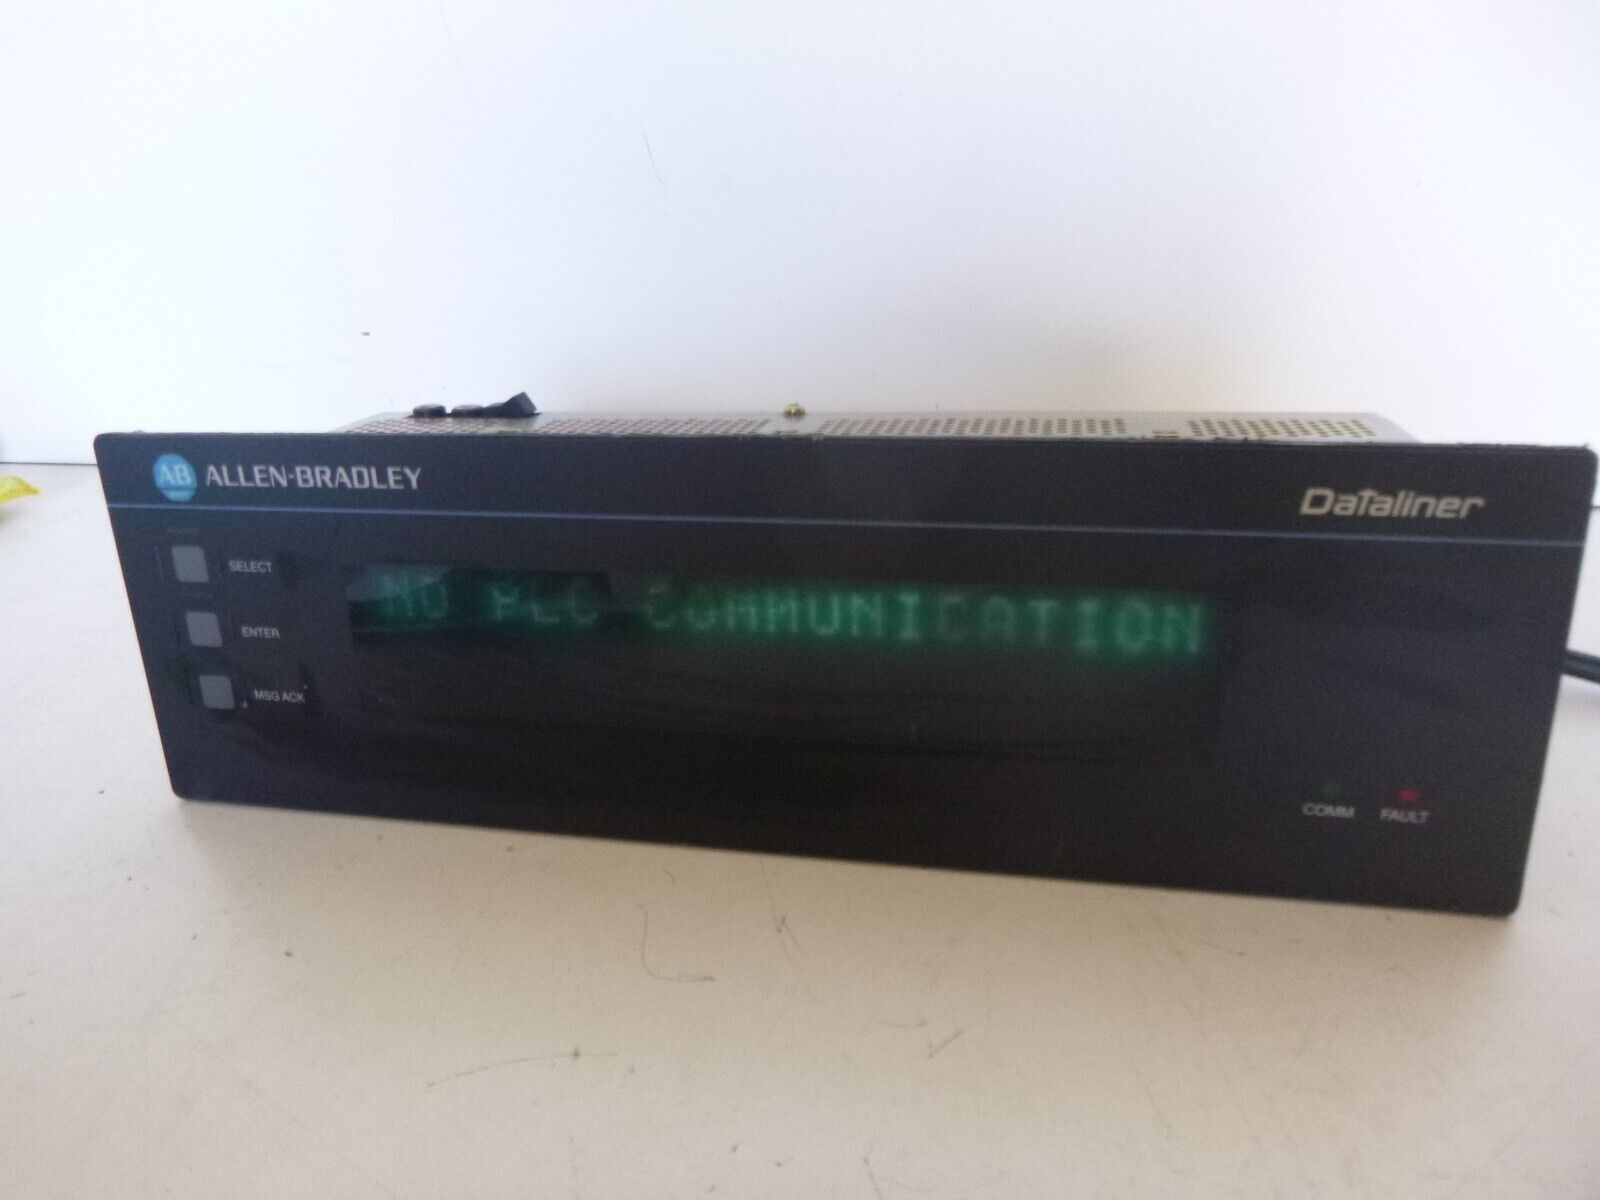 AB ALLEN-BRADLEY
Dataliner
SELECT
NO PLC COMMUNICATION
ENTER
MSG ACK
COMM FAULT